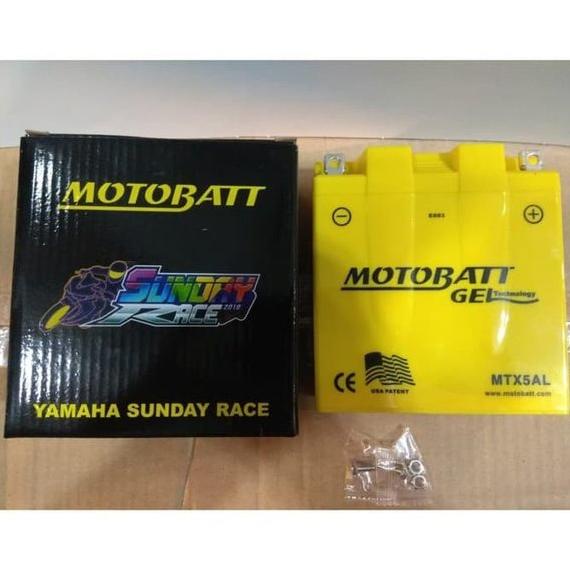 MOTOBATT
SUNDAY
RACE 2018
YAMAHA SUNDAY RACE
MOTOBATT
GEL Technology
CE
MTX5AL
USA PATENT
www.motobatt.com